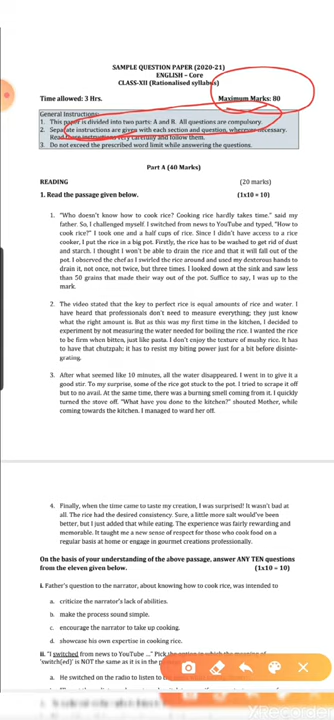 SAMPLE QUESTION PAPER (2020-21)
ENGLISH – Core
CLASS-XII (Rationalised syllabus)
Time allowed: 3 Hrs.
Maximum Marks: 80
General Instructions:
1. This paper is divided into two parts: A and B. All questions are compulsory.
2. Separate instructions are given with each section and question, wherever necessary.
Read these instructions very carefully and follow them.
3. Do not exceed the prescribed word limit while answering the questions.
Part A (40 Marks)
READING (20 marks)
1. Read the passage given below. (1x10 = 10)
1. "Who doesn't know how to cook rice? Cooking rice hardly takes time." said my
father. So, I challenged myself. I switched from news to YouTube and typed, "How to
cook rice?" I took one and a half cups of rice. Since I didn't have access to a rice
cooker, I put the rice in a big pot. Firstly, the rice has to be washed to get rid of dust
and starch. I thought I won't be able to drain the rice and that it will fall out of the
pot. I observed the chef as I swirled the rice around and used my dexterous hands to
drain it, not once, not twice, but three times. I looked down at the sink and saw less
than 50 grains that made their way out of the pot. Suffice to say, I was up to the
mark.
2. The video stated that the key to perfect rice is equal amounts of rice and water. I
have heard that professionals don't need to measure everything; they just know
what the right amount is. But as this was my first time in the kitchen, I decided to
experiment by not measuring the water needed for boiling the rice. I wanted the rice
to be firm when bitten, just like pasta. I don't enjoy the texture of mushy rice. It has
to have that chutzpah; it has to resist my biting power just for a bit before disinte-
grating.
3. After what seemed like 10 minutes, all the water disappeared. I went in to give it a
good stir. To my surprise, some of the rice got stuck to the pot. I tried to scrape it off
but to no avail. At the same time, there was a burning smell coming from it. I quickly
turned the stove off. "What have you done to the kitchen?" shouted Mother, while
coming towards the kitchen. I managed to ward her off.
4. Finally, when the time came to taste my creation, I was surprised! It wasn't bad at
all. The rice had the desired consistency. Sure, a little more salt would've been
better, but I just added that while eating. The experience was fairly rewarding and
memorable. It taught me a new sense of respect for those who cook food on a
regular basis at home or engage in gourmet creations professionally.
On the basis of your understanding of the above passage, answer ANY TEN questions
from the eleven given below. (1x10 = 10)
i. Father's question to the narrator, about knowing how to cook rice, was intended to
a. criticize the narrator's lack of abilities.
b. make the process sound simple.
c. encourage the narrator to take up cooking.
d. showcase his own expertise in cooking rice.
ii. "I switched from news to YouTube ..." Pick the option in which the meaning of
'switch(ed)' is NOT the same as it is in the
a. He switched on the radio to listen to